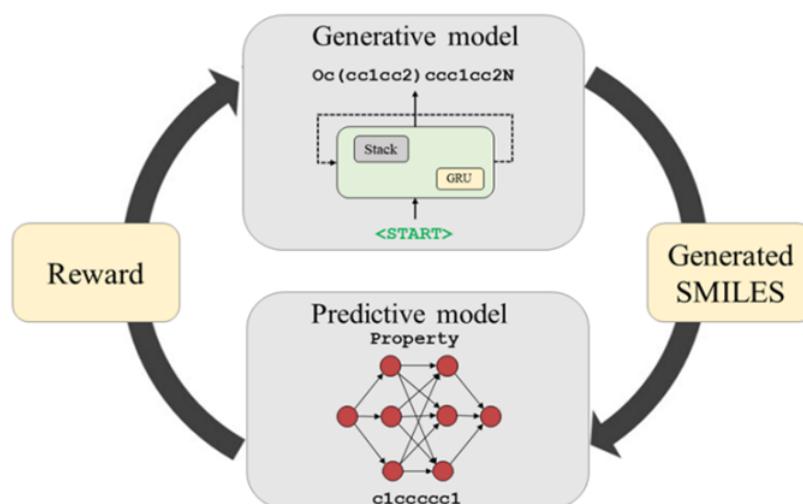 Generative model
Oc(cc1cc2)ccc1cc2N
Stack
GRU
<START>
Reward
Generated
SMILES
Predictive model
Property
c1ccccc1